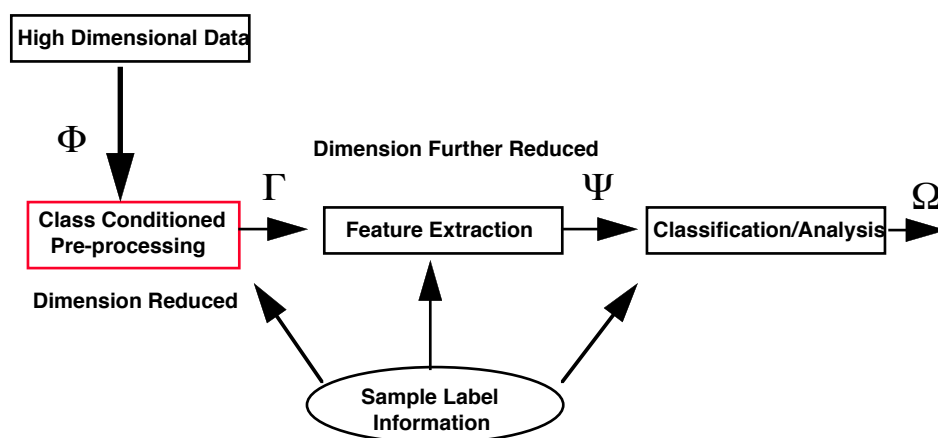 High Dimensional Data
Φ
Dimension Further Reduced
Γ
Ψ
Ω
Class Conditioned
Pre-processing
Feature Extraction
Classification/Analysis
Dimension Reduced
Sample Label
Information